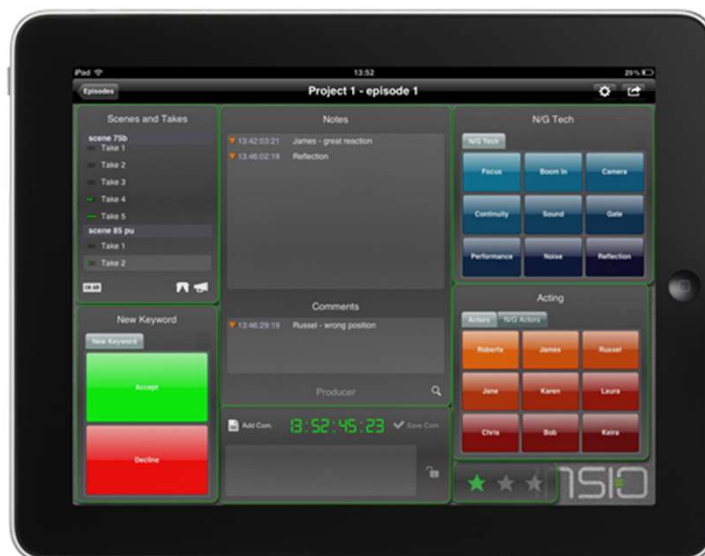 iPad
13:52
29%
Episodes
Project 1 - episode 1
Scenes and Takes
scene 75b
Take 1
Take 2
Take 3
Take 4
Take 5
scene 85 pu
Take 1
Take 2
New Keyword
New Keyword
Accept
Decline
Notes
13:42:03:21 James - great reaction
13:46:02:19 Reflection
Comments
13:46:29:19 Russel - wrong position
Producer
Add Com.
13:52:45:23
Save Com.
N/G Tech
N/G Tech
Focus
Boom In
Camera
Continuity
Sound
Gate
Performance
Noise
Reflection
Acting
Actors
N/G Actors
Roberts
James
Russel
Jane
Karen
Laura
Chris
Bob
Keira